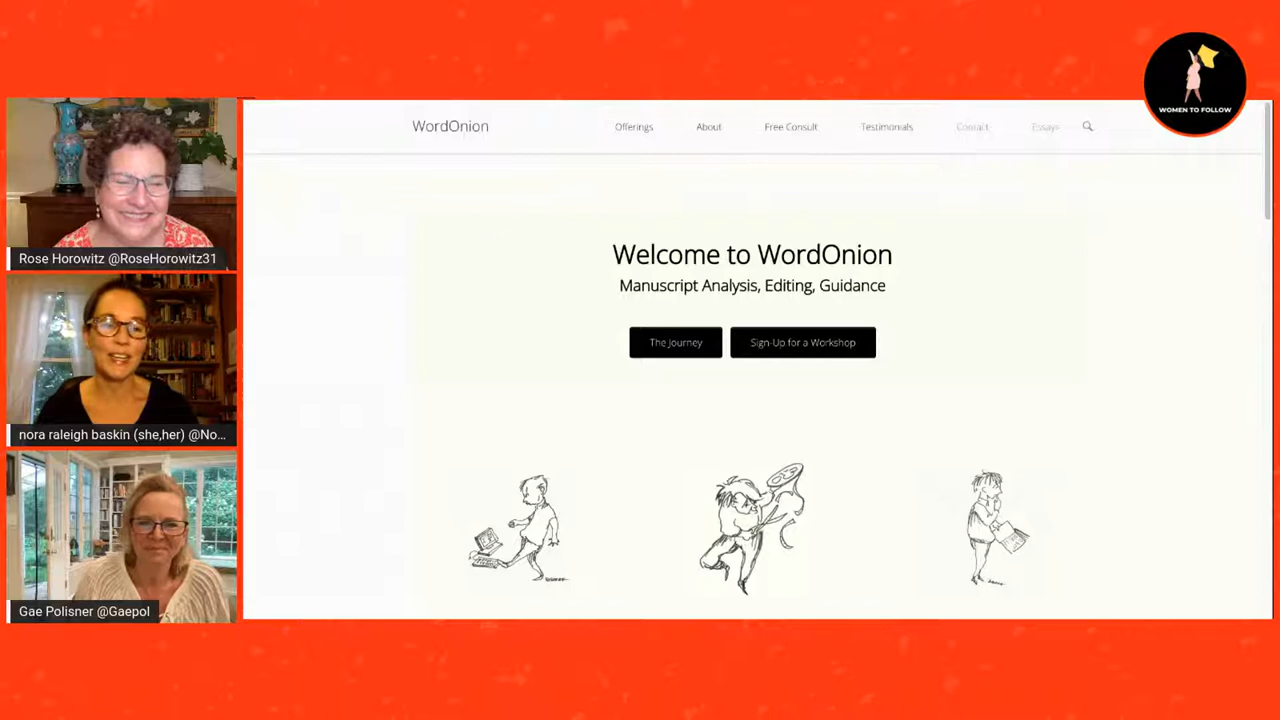 WOMEN TO FOLLOW
WordOnion
Offerings
About
Free Consult
Testimonials
Contact
Essays
Welcome to WordOnion
Manuscript Analysis, Editing, Guidance
The Journey
Sign-Up for a Workshop
Rose Horowitz @RoseHorowitz31
nora raleigh baskin (she,her) @No...
Gae Polisner @Gaepol